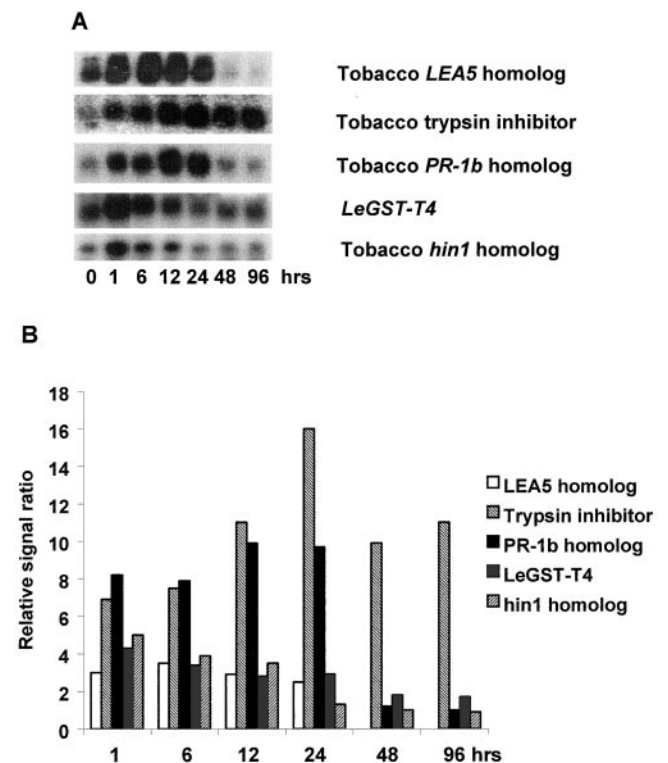 A
Tobacco LEA5 homolog
Tobacco trypsin inhibitor
Tobacco PR-1b homolog
LeGST-T4
Tobacco hin1 homolog
0 1 6 12 24 48 96 hrs
B
Relative signal ratio
18
16
14
12
10
8
6
4
2
0
1 6 12 24 48 96 hrs
LEA5 homolog
Trypsin inhibitor
PR-1b homolog
LeGST-T4
hin1 homolog